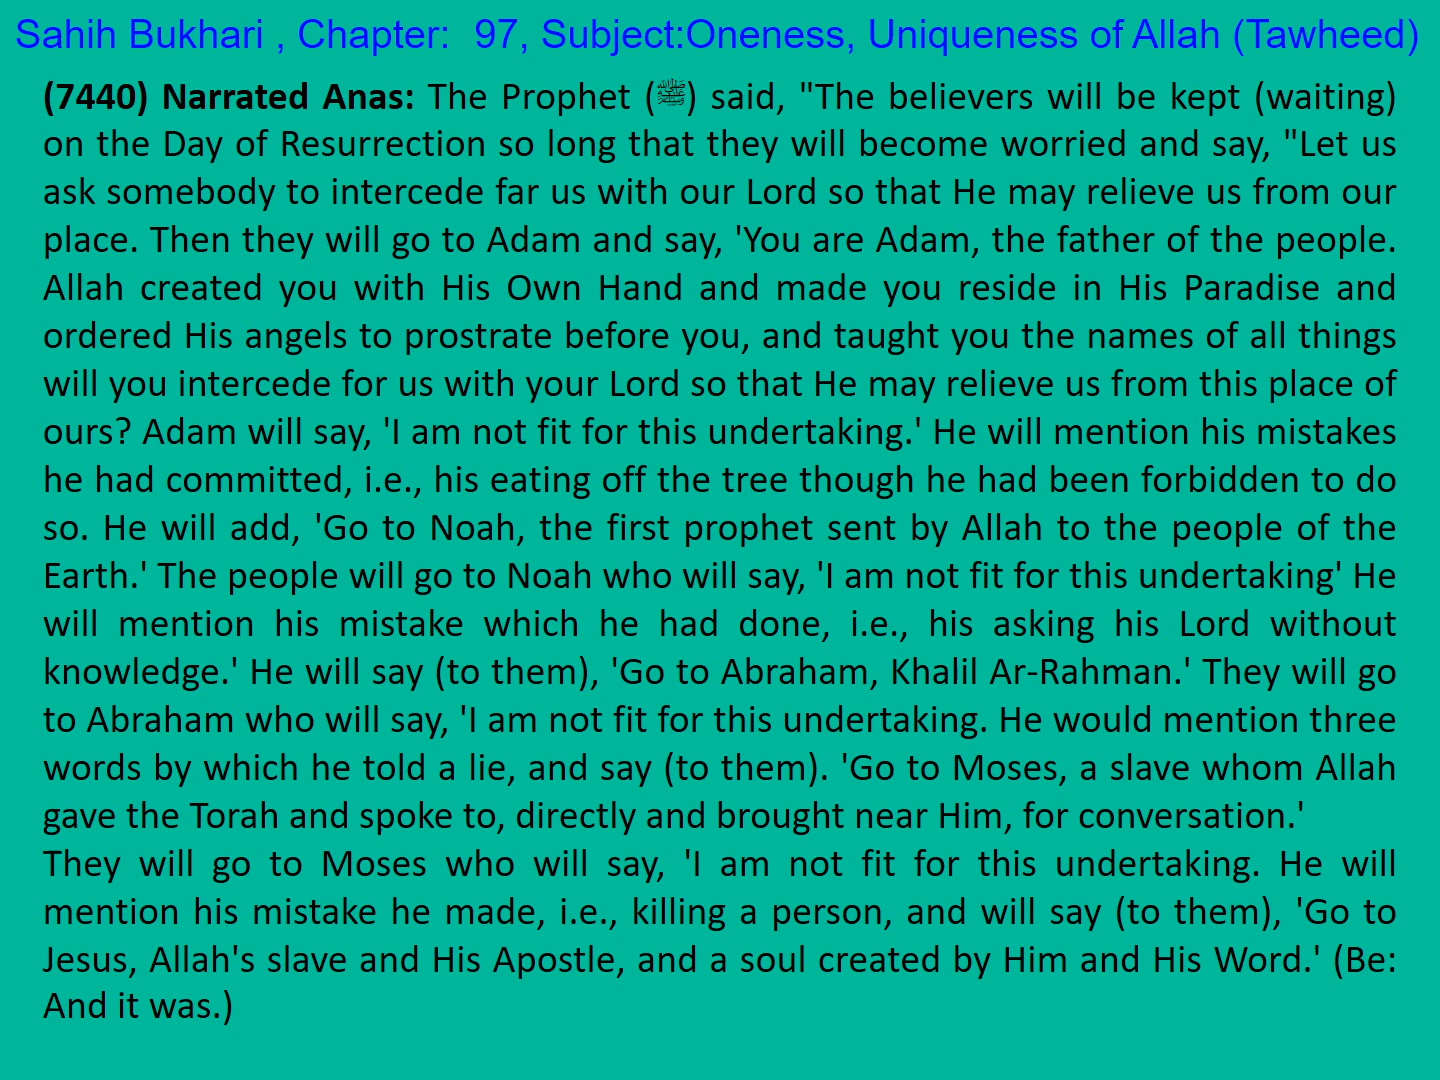 Sahih Bukhari , Chapter:  97, Subject:Oneness, Uniqueness of Allah (Tawheed)
(7440) Narrated Anas: The Prophet (ﷺ) said, "The believers will be kept (waiting)
on the Day of Resurrection so long that they will become worried and say, "Let us
ask somebody to intercede far us with our Lord so that He may relieve us from our
place. Then they will go to Adam and say, 'You are Adam, the father of the people.
Allah created you with His Own Hand and made you reside in His Paradise and
ordered His angels to prostrate before you, and taught you the names of all things
will you intercede for us with your Lord so that He may relieve us from this place of
ours? Adam will say, 'I am not fit for this undertaking.' He will mention his mistakes
he had committed, i.e., his eating off the tree though he had been forbidden to do
so. He will add, 'Go to Noah, the first prophet sent by Allah to the people of the
Earth.' The people will go to Noah who will say, 'I am not fit for this undertaking' He
will mention his mistake which he had done, i.e., his asking his Lord without
knowledge.' He will say (to them), 'Go to Abraham, Khalil Ar-Rahman.' They will go
to Abraham who will say, 'I am not fit for this undertaking. He would mention three
words by which he told a lie, and say (to them). 'Go to Moses, a slave whom Allah
gave the Torah and spoke to, directly and brought near Him, for conversation.'
They will go to Moses who will say, 'I am not fit for this undertaking. He will
mention his mistake he made, i.e., killing a person, and will say (to them), 'Go to
Jesus, Allah's slave and His Apostle, and a soul created by Him and His Word.' (Be:
And it was.)